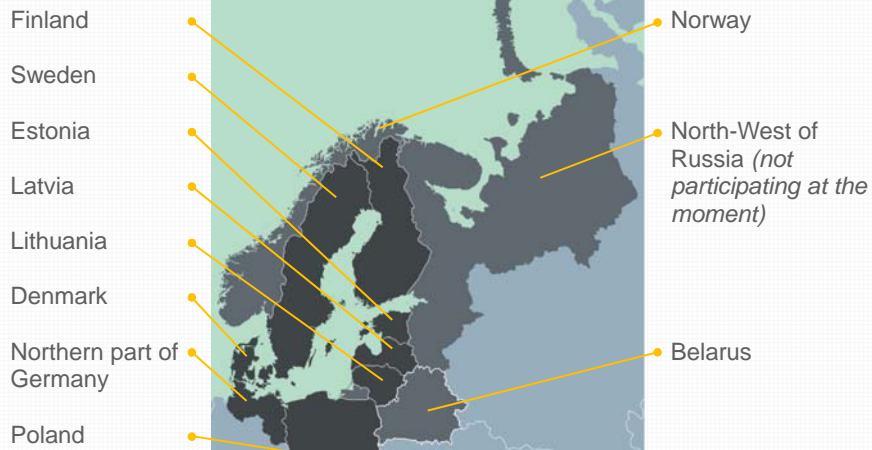 Finland
Sweden
Estonia
Latvia
Lithuania
Denmark
Northern part of
Germany
Poland
Norway
North-West of
Russia (not
participating at the
moment)
Belarus